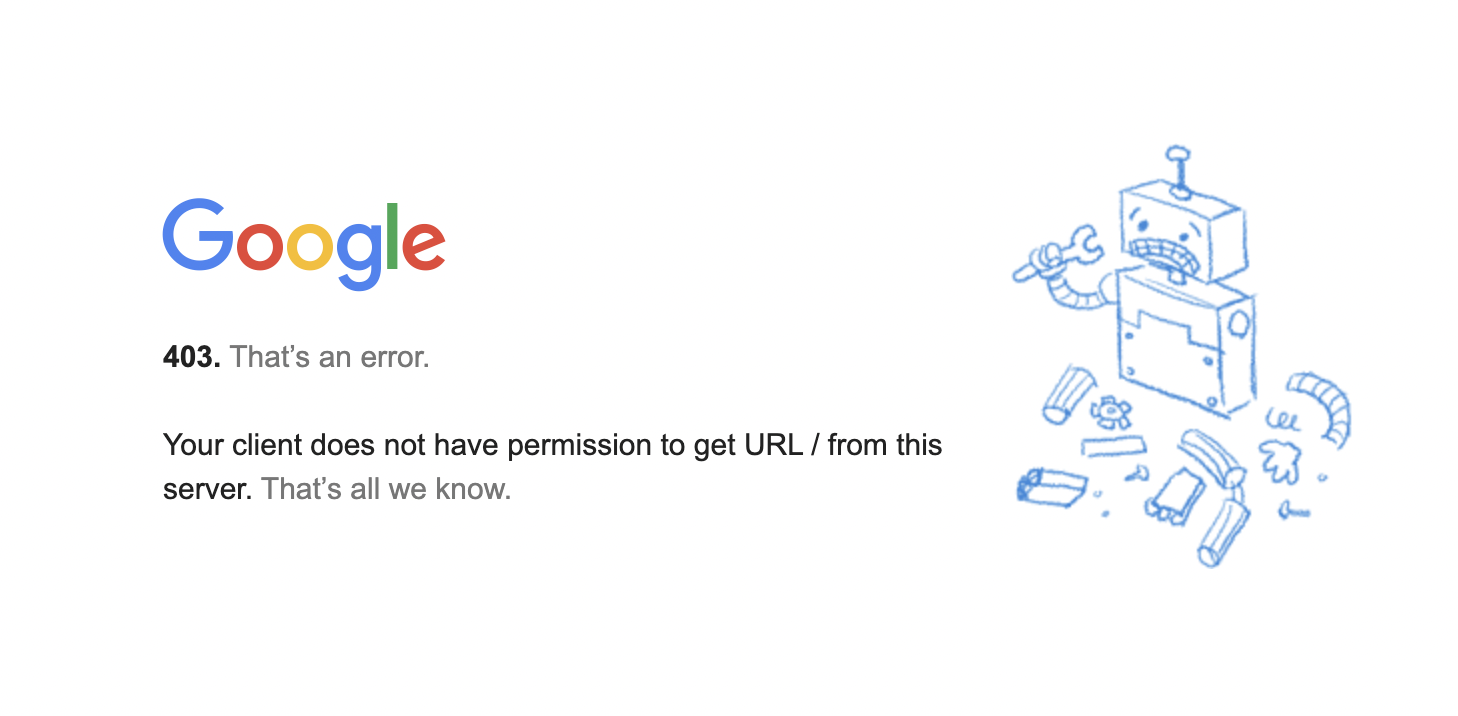 Google
403. That’s an error.
Your client does not have permission to get URL / from this
server. That’s all we know.